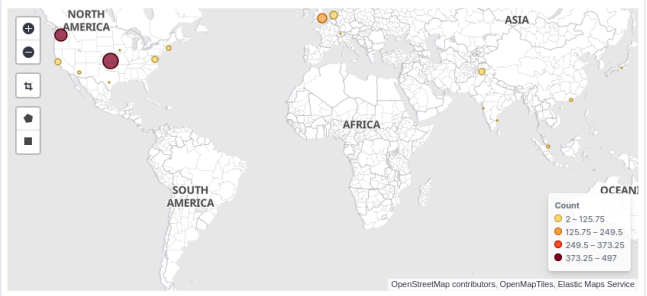 NORTH
AMERICA
ASIA
AFRICA
SOUTH
AMERICA
OCEANI
Count
2 – 125.75
125.75 – 249.5
249.5 – 373.25
373.25 – 497
OpenStreetMap contributors, OpenMapTiles, Elastic Maps Service